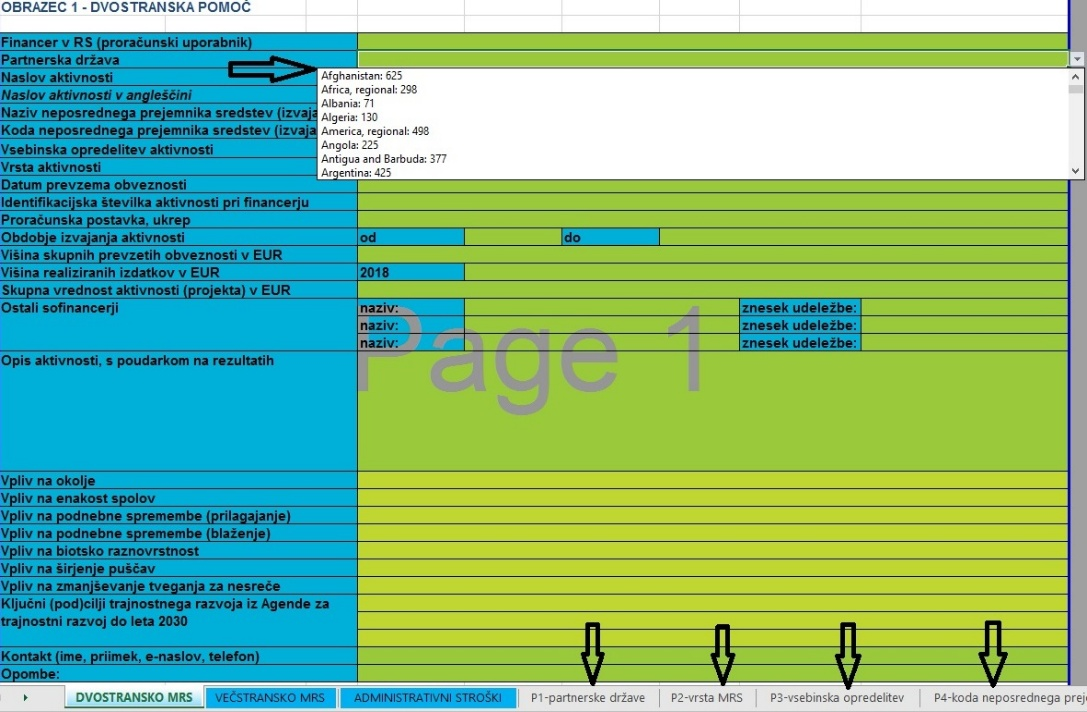 OBRAZEC 1 - DVOSTRANSKA POMOČ
Financer v RS (proračunski uporabnik)
Partnerska država
Naslov aktivnosti
Naslov aktivnosti v angleščini
Naziv neposrednega prejemnika sredstev (izvaja
Koda neposrednega prejemnika sredstev (izvaja
Vsebinska opredelitev aktivnosti
Vrsta aktivnosti
Afghanistan: 625
Africa, regional: 298
Albania: 71
Algeria: 130
America, regional: 498
Angola: 225
Antigua and Barbuda: 377
Argentina: 425
Datum prevzema obveznosti
Identifikacijska številka aktivnosti pri financerju
Proračunska postavka, ukrep
Obdobje izvajanja aktivnosti od do
Višina skupnih prevzetih obveznosti v EUR
Višina realiziranih izdatkov v EUR 2018
Skupna vrednost aktivnosti (projekta) v EUR
Ostali sofinancerji naziv: znesek udeležbe:
naziv: znesek udeležbe:
naziv: znesek udeležbe:
Page 1
Opis aktivnosti, s poudarkom na rezultatih
Vpliv na okolje
Vpliv na enakost spolov
Vpliv na podnebne spremembe (prilagajanje)
Vpliv na podnebne spremembe (blaženje)
Vpliv na biotsko raznovrstnost
Vpliv na širjenje puščav
Vpliv na zmanjševanje tveganja za nesreče
Ključni (pod)cilji trajnostnega razvoja iz Agende za
trajnostni razvoj do leta 2030
Kontakt (ime, priimek, e-naslov, telefon)
Opombe:
DVOSTRANSKO MRS VEČSTRANSKO MRS ADMINISTRATIVNI STROŠKI P1-partnerske države P2-vrsta MRS P3-vsebinska opredelitev P4-koda neposrednega preje